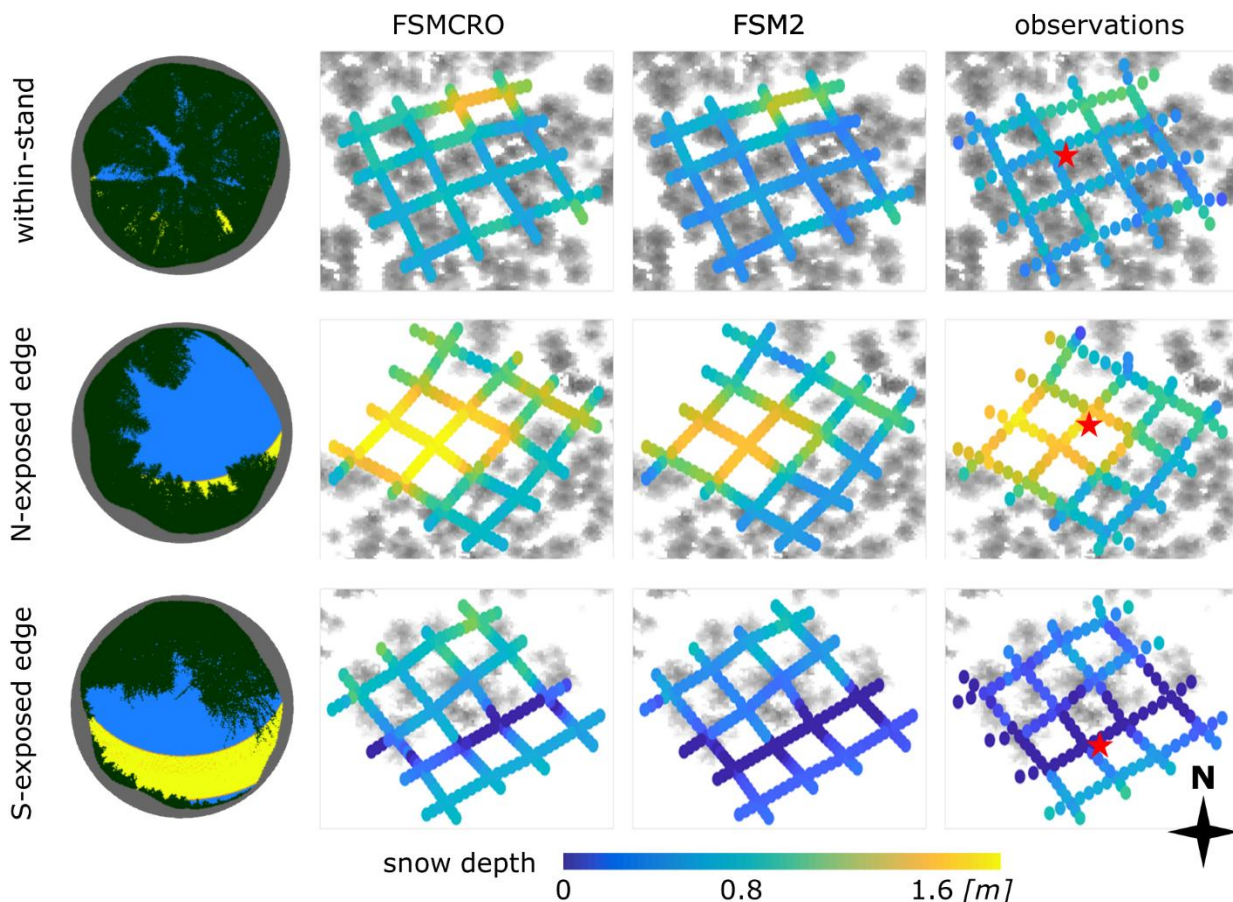 FSMCRO FSM2 observations
within-stand
N-exposed edge
S-exposed edge
N
snow depth
0 0.8 1.6 [m]